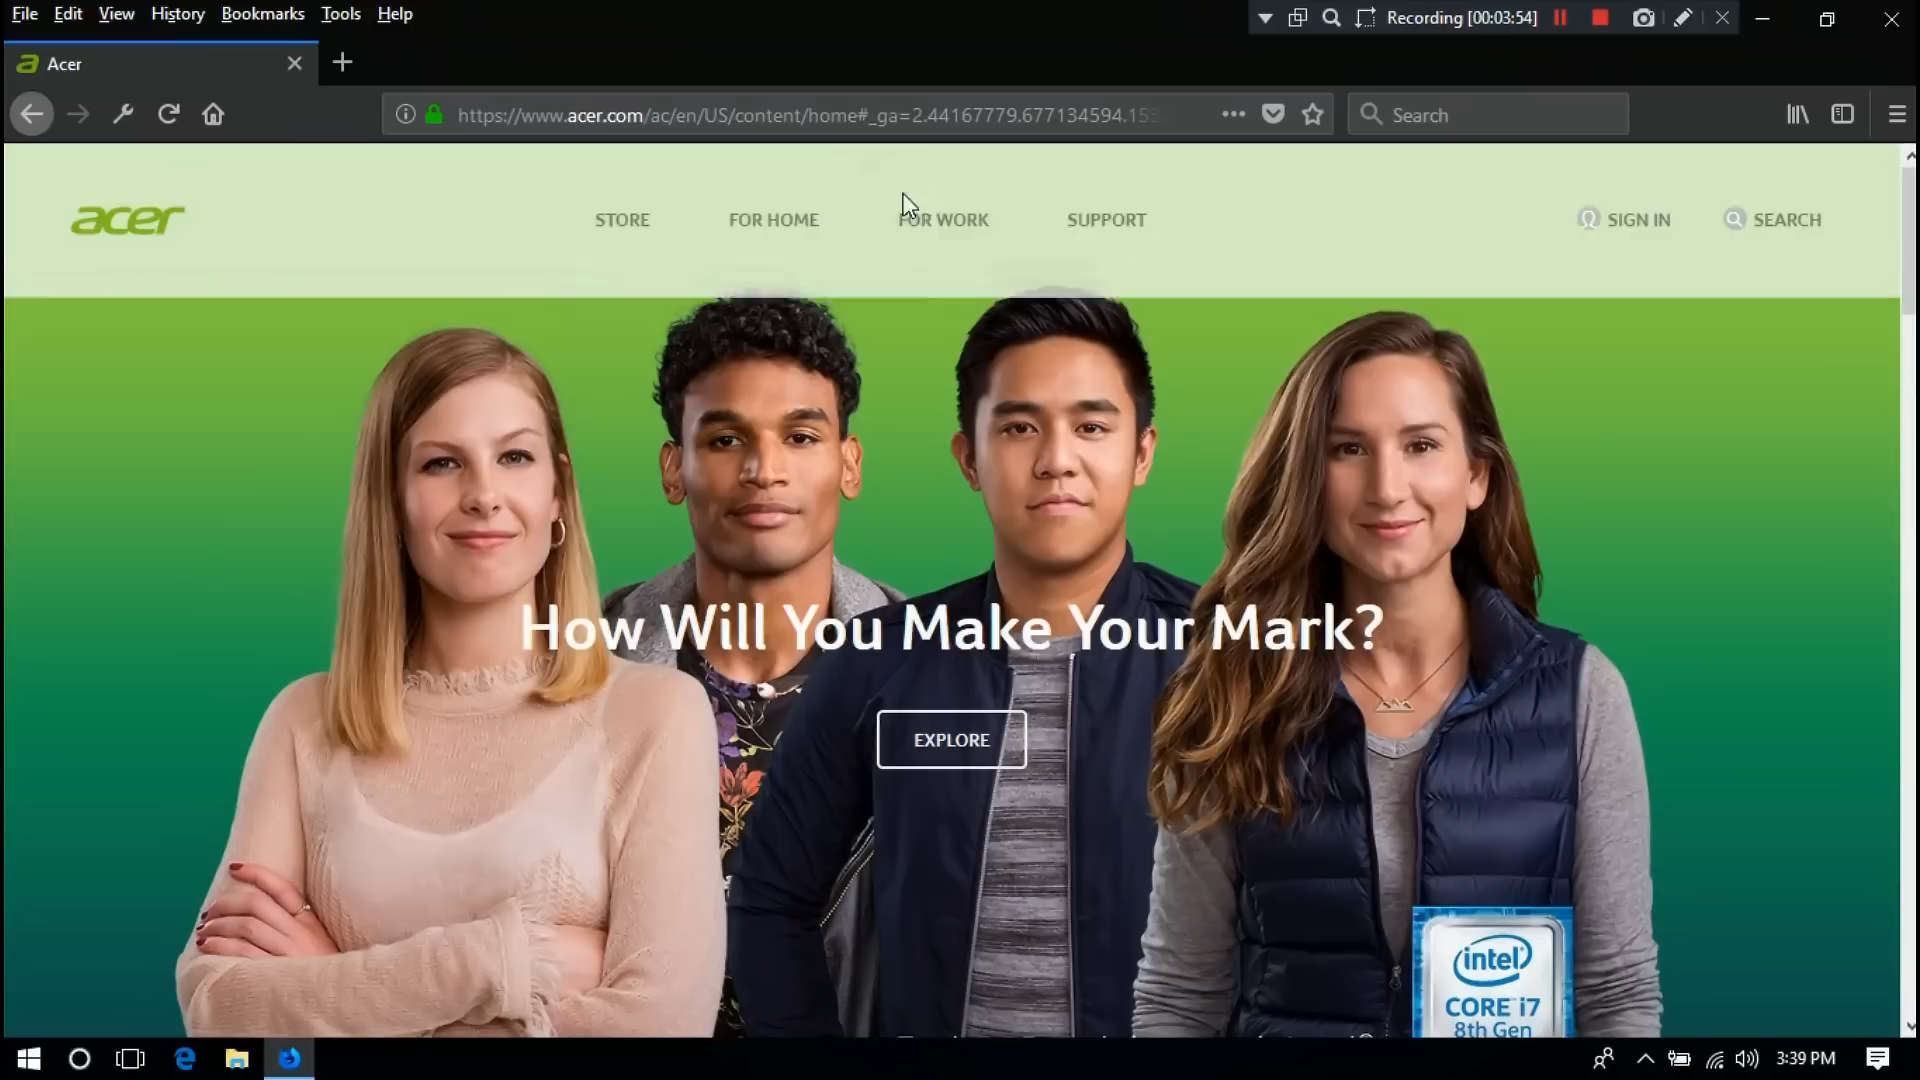 File Edit View History Bookmarks Tools Help
Recording [00:03:54]
Acer
https://www.acer.com/ac/en/US/content/home#_ga=2.44167779.677134594.153
Search
acer
STORE
FOR HOME
FOR WORK
SUPPORT
SIGN IN
SEARCH
How Will You Make Your Mark?
EXPLORE
intel
CORE i7
8th Gen
3:39 PM